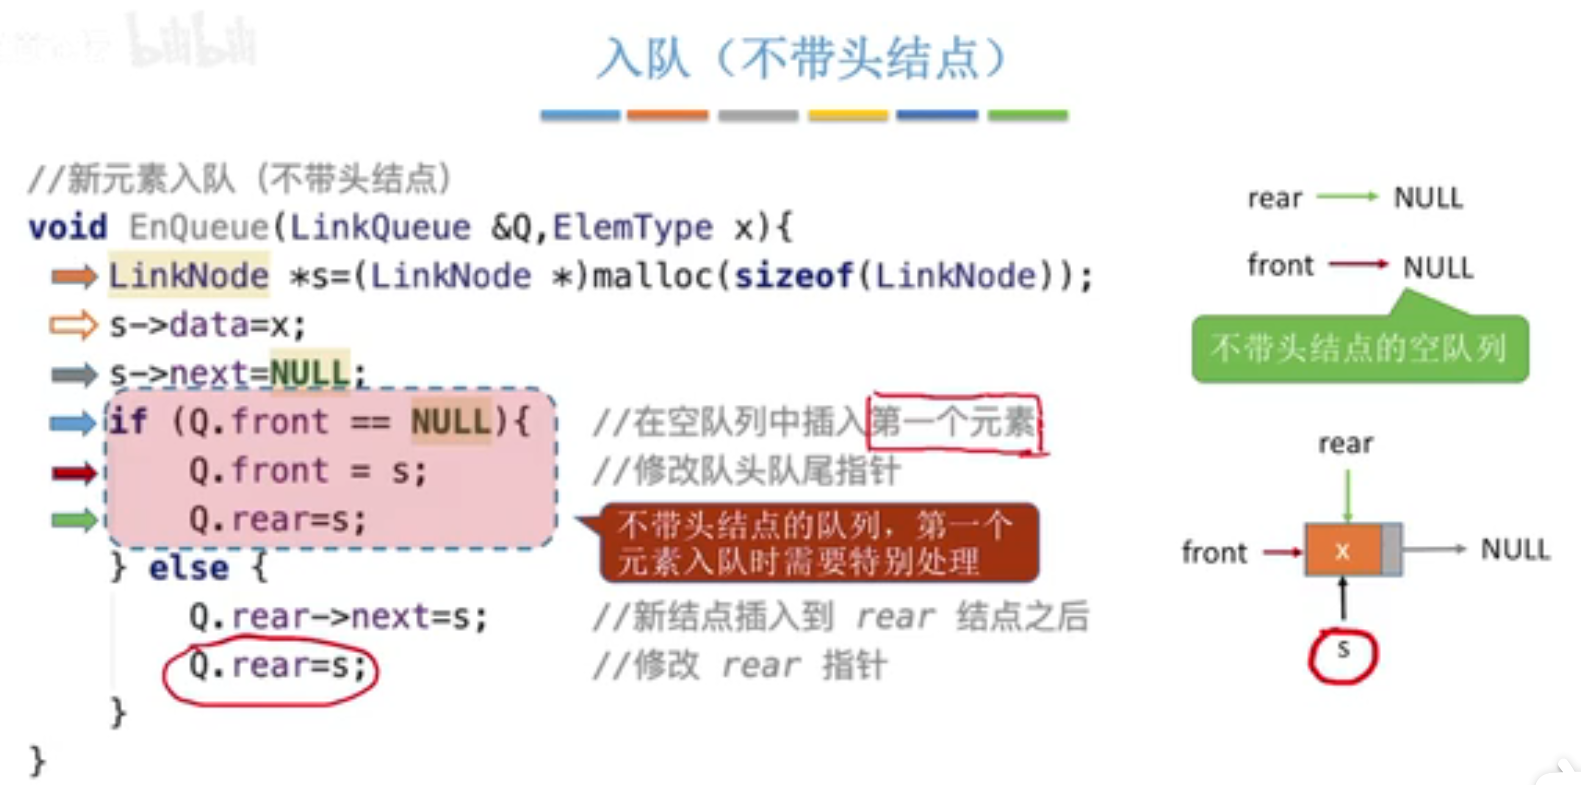 bilibili
入队（不带头结点）
//新元素入队（不带头结点）
void EnQueue(LinkQueue &Q,ElemType x){
LinkNode *s=(LinkNode *)malloc(sizeof(LinkNode));
s->data=x;
s->next=NULL;
if (Q.front == NULL){ //在空队列中插入第一个元素
Q.front = s; //修改队头队尾指针
Q.rear=s;
} else {
Q.rear->next=s; //新结点插入到 rear 结点之后
Q.rear=s; //修改 rear 指针
}
}
不带头结点的队列，第一个
元素入队时需要特别处理
rear NULL
front NULL
不带头结点的空队列
rear
front x NULL
s